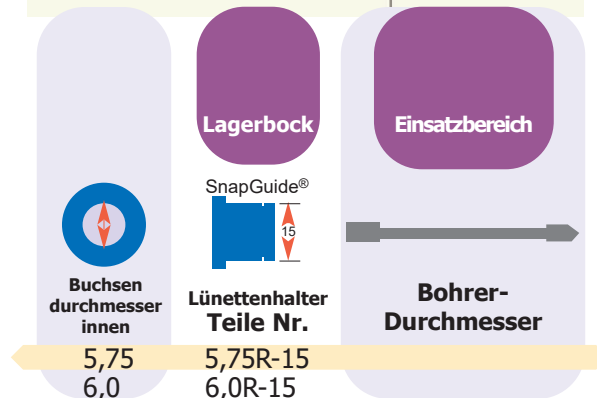 Lagerbock
Einsatzbereich
SnapGuide®
15
Buchsen
durchmesser
innen
Lünettenhalter
Teile Nr.
Bohrer-
Durchmesser
5,75 5,75R-15
6,0 6,0R-15